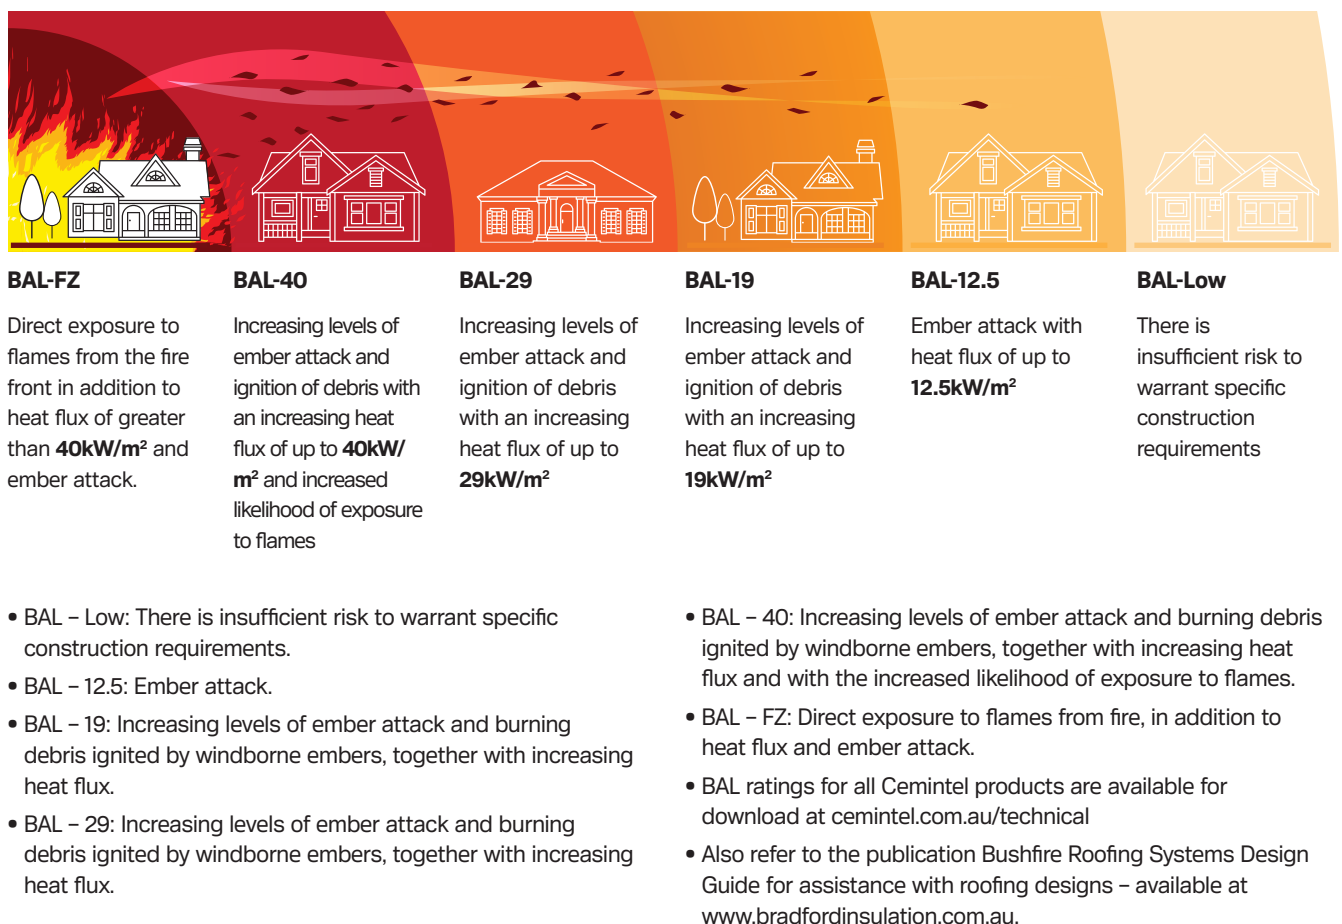 BAL-FZ
Direct exposure to
flames from the fire
front in addition to
heat flux of greater
than 40kW/m² and
ember attack.
BAL-40
Increasing levels of
ember attack and
ignition of debris with
an increasing heat
flux of up to 40kW/
m² and increased
likelihood of exposure
to flames
BAL-29
Increasing levels of
ember attack and
ignition of debris
with an increasing
heat flux of up to
29kW/m²
BAL-19
Increasing levels of
ember attack and
ignition of debris
with an increasing
heat flux of up to
19kW/m²
BAL-12.5
Ember attack with
heat flux of up to
12.5kW/m²
BAL-Low
There is
insufficient risk to
warrant specific
construction
requirements
• BAL – Low: There is insufficient risk to warrant specific
construction requirements.
• BAL – 12.5: Ember attack.
• BAL – 19: Increasing levels of ember attack and burning
debris ignited by windborne embers, together with increasing
heat flux.
• BAL – 29: Increasing levels of ember attack and burning
debris ignited by windborne embers, together with increasing
heat flux.
• BAL – 40: Increasing levels of ember attack and burning debris
ignited by windborne embers, together with increasing heat
flux and with the increased likelihood of exposure to flames.
• BAL – FZ: Direct exposure to flames from fire, in addition to
heat flux and ember attack.
• BAL ratings for all Cemintel products are available for
download at cemintel.com.au/technical
• Also refer to the publication Bushfire Roofing Systems Design
Guide for assistance with roofing designs – available at
www.bradfordinsulation.com.au.